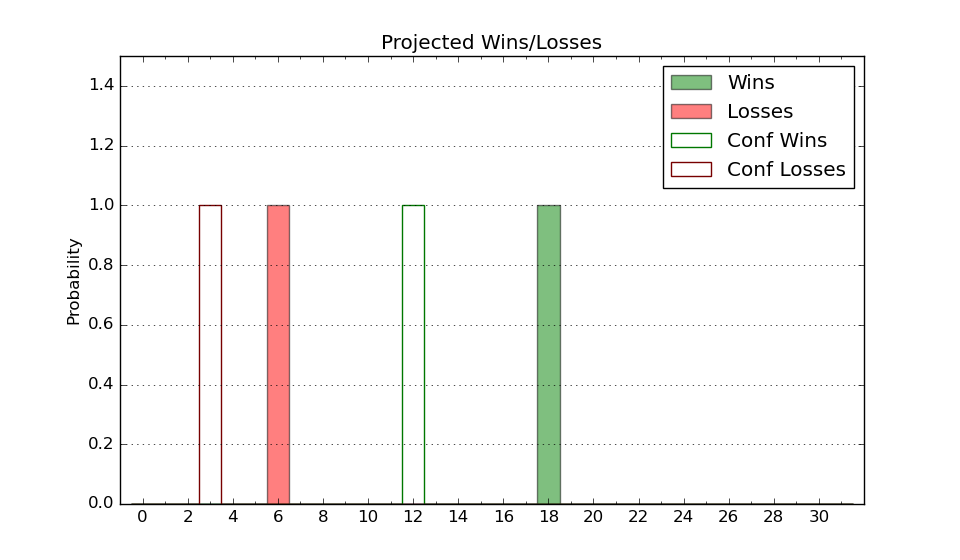 Projected Wins/Losses
Wins
Losses
Conf Wins
Conf Losses
Probability
1.4
1.2
1.0
0.8
0.6
0.4
0.2
0.0
0 2 4 6 8 10 12 14 16 18 20 22 24 26 28 30